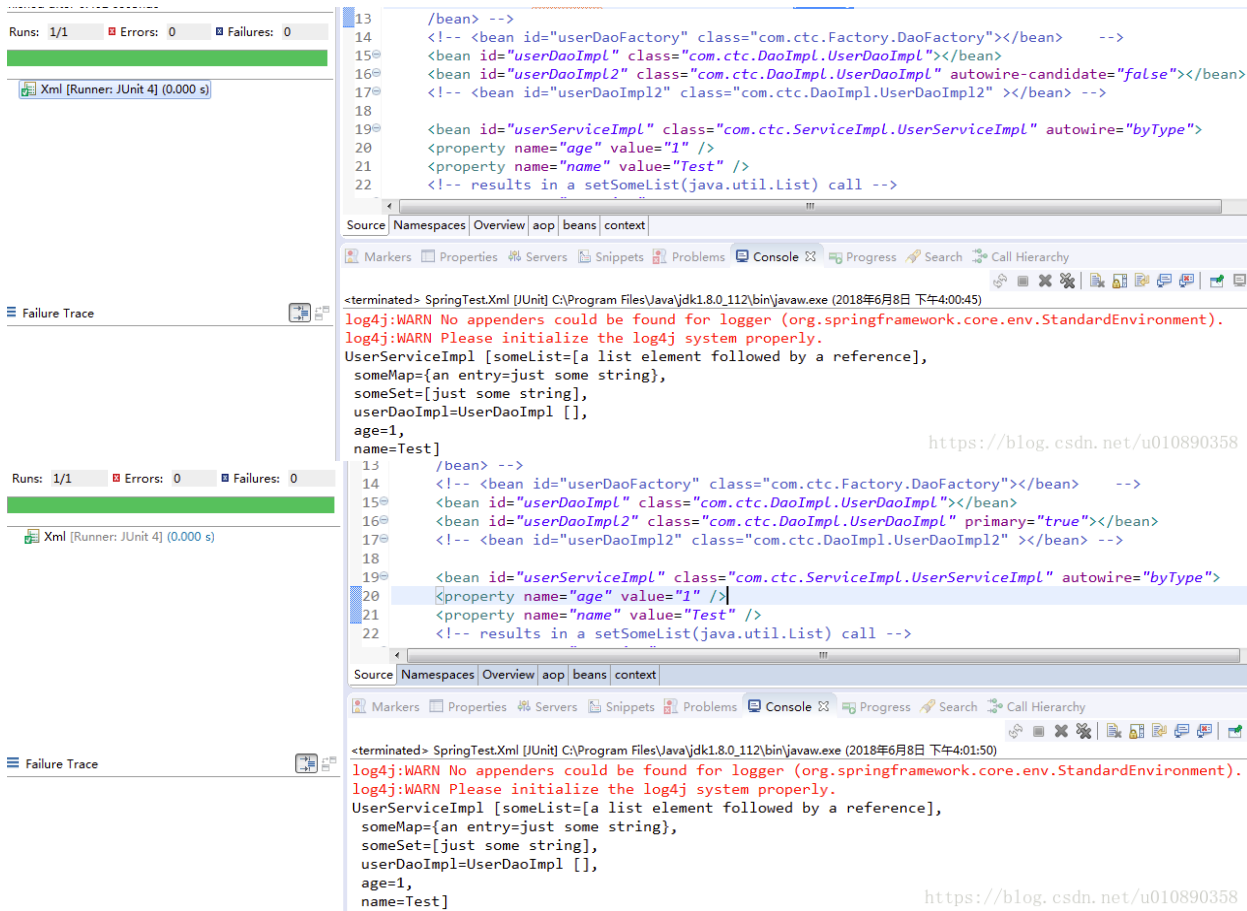 Runs: 1/1 Errors: 0 Failures: 0
Xml [Runner: JUnit 4] (0.000 s)
Failure Trace
13 /bean> -->
14 <!-- <bean id="userDaoFactory" class="com.ctc.Factory.DaoFactory"></bean> -->
15 <bean id="userDaoImpl" class="com.ctc.DaoImpl.UserDaoImpl"></bean>
16 <bean id="userDaoImpl2" class="com.ctc.DaoImpl.UserDaoImpl" autowire-candidate="false"></bean>
17 <!-- <bean id="userDaoImpl2" class="com.ctc.DaoImpl.UserDaoImpl2" ></bean> -->
18
19 <bean id="userServiceImpl" class="com.ctc.ServiceImpl.UserServiceImpl" autowire="byType">
20 <property name="age" value="1" />
21 <property name="name" value="Test" />
22 <!-- results in a setSomeList(java.util.List) call -->
Source Namespaces Overview aop beans context
Markers Properties Servers Snippets Problems Console Progress Search Call Hierarchy
<terminated> SpringTest.Xml [JUnit] C:\Program Files\Java\jdk1.8.0_112\bin\javaw.exe (2018年6月8日 下午4:00:45)
log4j:WARN No appenders could be found for logger (org.springframework.core.env.StandardEnvironment).
log4j:WARN Please initialize the log4j system properly.
UserServiceImpl [someList=[a list element followed by a reference],
someMap={an entry=just some string},
someSet=[just some string],
userDaoImpl=UserDaoImpl [],
age=1,
name=Test]
https://blog.csdn.net/u010890358
Runs: 1/1 Errors: 0 Failures: 0
Xml [Runner: JUnit 4] (0.000 s)
Failure Trace
13 /bean> -->
14 <!-- <bean id="userDaoFactory" class="com.ctc.Factory.DaoFactory"></bean> -->
15 <bean id="userDaoImpl" class="com.ctc.DaoImpl.UserDaoImpl"></bean>
16 <bean id="userDaoImpl2" class="com.ctc.DaoImpl.UserDaoImpl" primary="true"></bean>
17 <!-- <bean id="userDaoImpl2" class="com.ctc.DaoImpl.UserDaoImpl2" ></bean> -->
18
19 <bean id="userServiceImpl" class="com.ctc.ServiceImpl.UserServiceImpl" autowire="byType">
20 <property name="age" value="1" />
21 <property name="name" value="Test" />
22 <!-- results in a setSomeList(java.util.List) call -->
Source Namespaces Overview aop beans context
Markers Properties Servers Snippets Problems Console Progress Search Call Hierarchy
<terminated> SpringTest.Xml [JUnit] C:\Program Files\Java\jdk1.8.0_112\bin\javaw.exe (2018年6月8日 下午4:01:50)
log4j:WARN No appenders could be found for logger (org.springframework.core.env.StandardEnvironment).
log4j:WARN Please initialize the log4j system properly.
UserServiceImpl [someList=[a list element followed by a reference],
someMap={an entry=just some string},
someSet=[just some string],
userDaoImpl=UserDaoImpl [],
age=1,
name=Test]
https://blog.csdn.net/u010890358